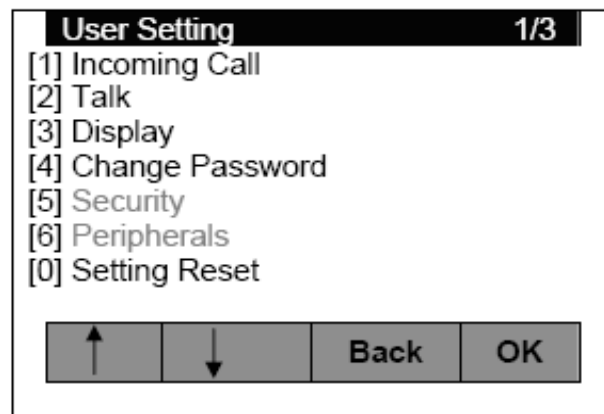 User Setting 1/3
[1] Incoming Call
[2] Talk
[3] Display
[4] Change Password
[5] Security
[6] Peripherals
[0] Setting Reset
↑ ↓ Back OK